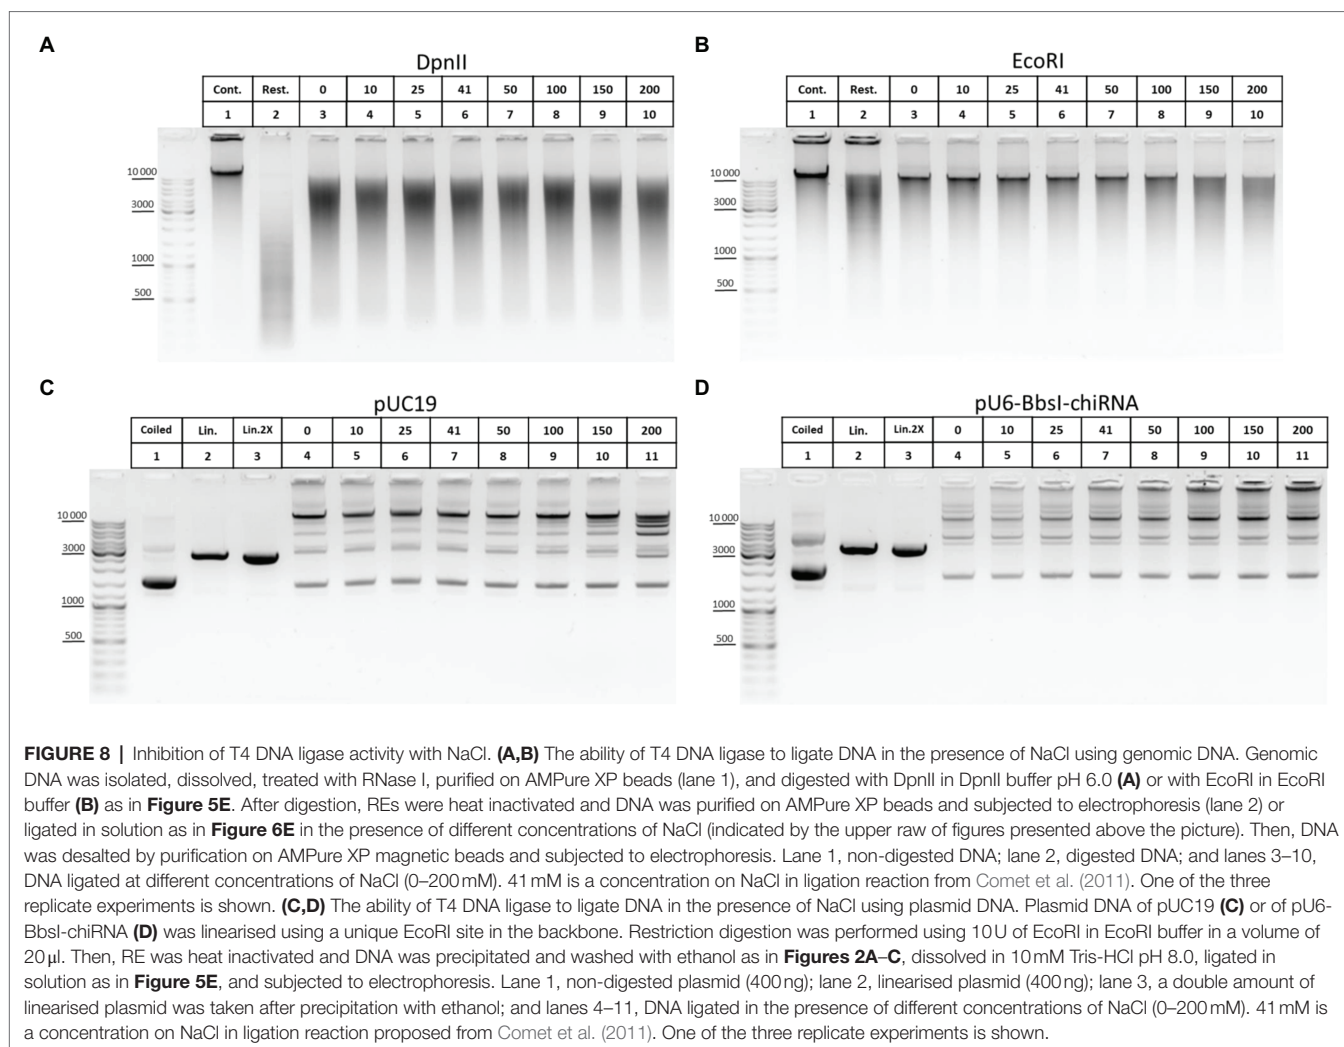 A
DpnII
Cont. Rest. 0 10 25 41 50 100 150 200
1 2 3 4 5 6 7 8 9 10
10 000
3000
1000
500
B
EcoRI
Cont. Rest. 0 10 25 41 50 100 150 200
1 2 3 4 5 6 7 8 9 10
10 000
3000
1000
500
C
pUC19
Coiled Lin. Lin.2X 0 10 25 41 50 100 150 200
1 2 3 4 5 6 7 8 9 10 11
10 000
3000
1000
500
D
pU6-BbsI-chiRNA
Coiled Lin. Lin.2X 0 10 25 41 50 100 150 200
1 2 3 4 5 6 7 8 9 10 11
10 000
3000
1000
500
FIGURE 8 | Inhibition of T4 DNA ligase activity with NaCl. (A,B) The ability of T4 DNA ligase to ligate DNA in the presence of NaCl using genomic DNA. Genomic
DNA was isolated, dissolved, treated with RNase I, purified on AMPure XP beads (lane 1), and digested with DpnII in DpnII buffer pH 6.0 (A) or with EcoRI in EcoRI
buffer (B) as in Figure 5E. After digestion, REs were heat inactivated and DNA was purified on AMPure XP beads and subjected to electrophoresis (lane 2) or
ligated in solution as in Figure 6E in the presence of different concentrations of NaCl (indicated by the upper raw of figures presented above the picture). Then, DNA
was desalted by purification on AMPure XP magnetic beads and subjected to electrophoresis. Lane 1, non-digested DNA; lane 2, digested DNA; and lanes 3–10,
DNA ligated at different concentrations of NaCl (0–200 mM). 41 mM is a concentration on NaCl in ligation reaction from Comet et al. (2011). One of the three
replicate experiments is shown. (C,D) The ability of T4 DNA ligase to ligate DNA in the presence of NaCl using plasmid DNA. Plasmid DNA of pUC19 (C) or of pU6-
BbsI-chiRNA (D) was linearised using a unique EcoRI site in the backbone. Restriction digestion was performed using 10 U of EcoRI in EcoRI buffer in a volume of
20 μl. Then, RE was heat inactivated and DNA was precipitated and washed with ethanol as in Figures 2A–C, dissolved in 10 mM Tris-HCl pH 8.0, ligated in
solution as in Figure 5E, and subjected to electrophoresis. Lane 1, non-digested plasmid (400 ng); lane 2, linearised plasmid (400 ng); lane 3, a double amount of
linearised plasmid was taken after precipitation with ethanol; and lanes 4–11, DNA ligated in the presence of different concentrations of NaCl (0–200 mM). 41 mM is
a concentration on NaCl in ligation reaction proposed from Comet et al. (2011). One of the three replicate experiments is shown.